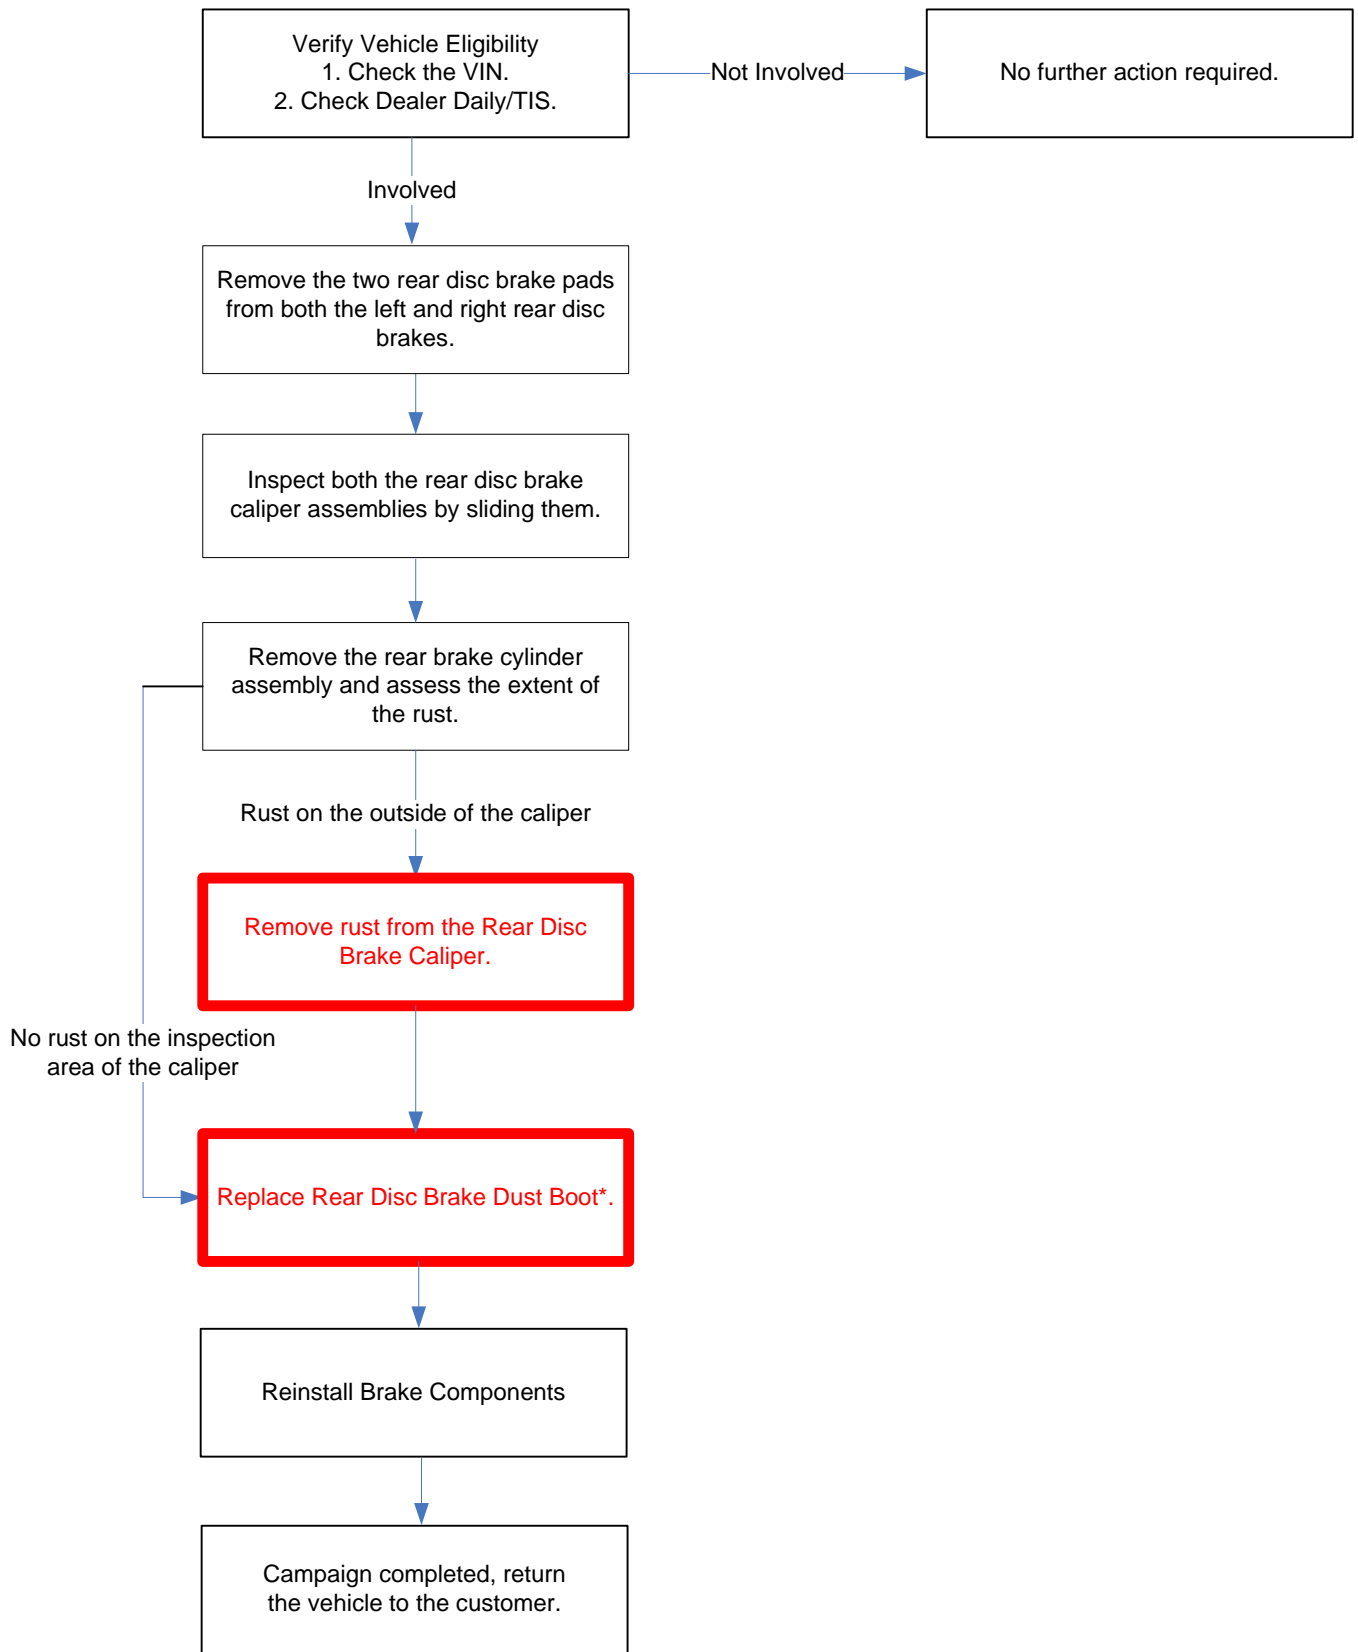 Verify Vehicle Eligibility
1. Check the VIN.
2. Check Dealer Daily/TIS.
Not Involved
No further action required.
Involved
Remove the two rear disc brake pads
from both the left and right rear disc
brakes.
Inspect both the rear disc brake
caliper assemblies by sliding them.
Remove the rear brake cylinder
assembly and assess the extent of
the rust.
Rust on the outside of the caliper
Remove rust from the Rear Disc
Brake Caliper.
No rust on the inspection
area of the caliper
Replace Rear Disc Brake Dust Boot*.
Reinstall Brake Components
Campaign completed, return
the vehicle to the customer.